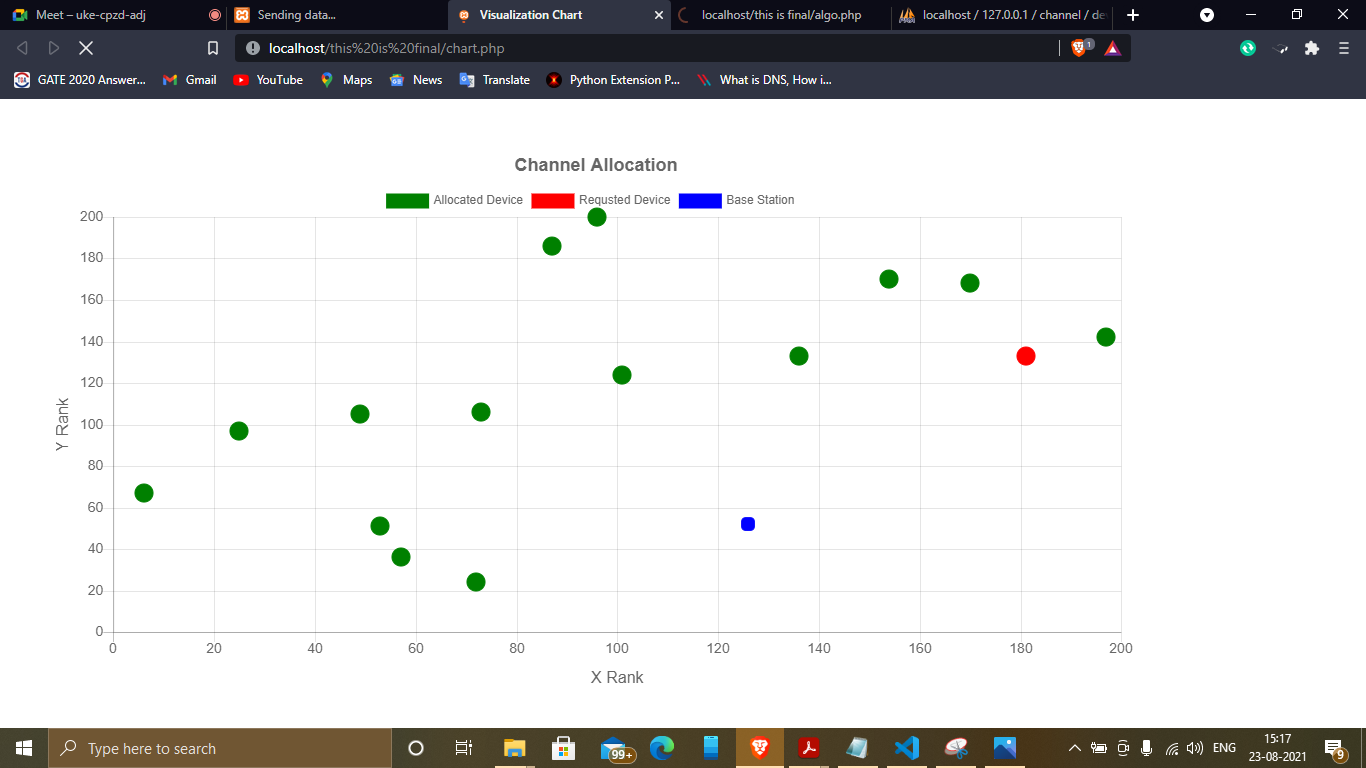 Meet – uke-cpzd-adj
Sending data...
Visualization Chart
localhost/this is final/algo.php
localhost / 127.0.0.1 / channel / de
localhost/this%20is%20final/chart.php
1
GATE 2020 Answer...
Gmail
YouTube
Maps
News
Translate
Python Extension P...
What is DNS, How i...
Channel Allocation
Allocated Device
Requsted Device
Base Station
200
180
160
140
120
100
80
60
40
20
0
Y Rank
0 20 40 60 80 100 120 140 160 180 200
X Rank
Type here to search
99+
ENG
15:17
23-08-2021
9